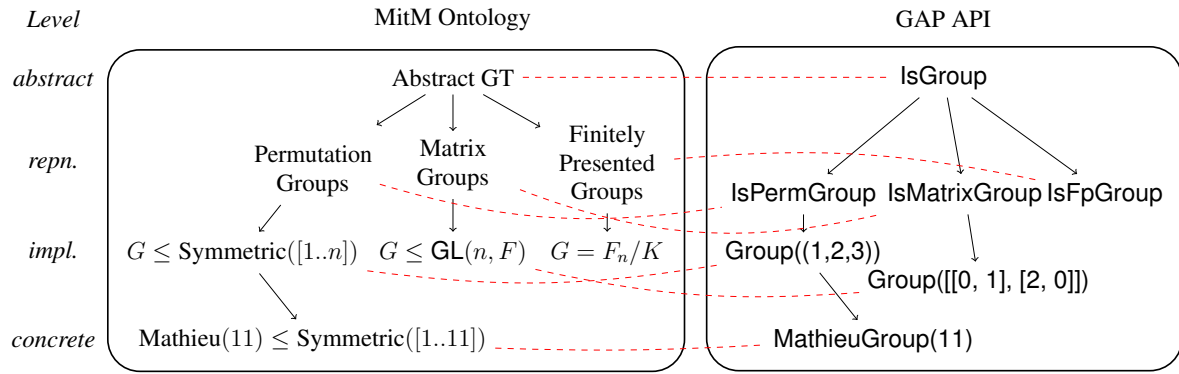 Level MitM Ontology GAP API
abstract Abstract GT IsGroup
repn. Permutation Groups Matrix Groups Finitely Presented Groups
IsPermGroup IsMatrixGroup IsFpGroup
impl. G ≤ Symmetric([1..n]) G ≤ GL(n, F) G = Fₙ/K Group((1,2,3))
Group([[0, 1], [2, 0]])
concrete Mathieu(11) ≤ Symmetric([1..11]) MathieuGroup(11)